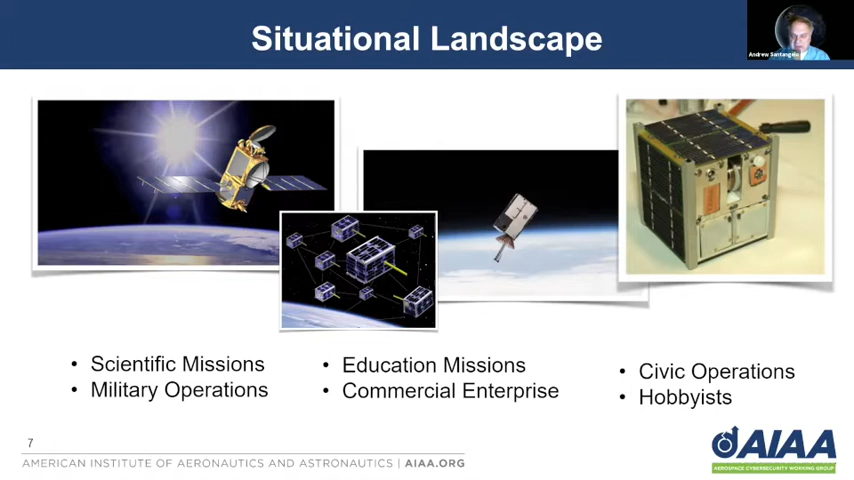 Situational Landscape
Andrew Santangelo
• Scientific Missions
• Military Operations
• Education Missions
• Commercial Enterprise
• Civic Operations
• Hobbyists
7
AMERICAN INSTITUTE OF AERONAUTICS AND ASTRONAUTICS | AIAA.ORG
AIAA
AEROSPACE CYBERSECURITY WORKING GROUP